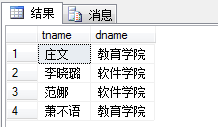 结果 消息
tname dname
1 庄文 教育学院
2 李晓璐 软件学院
3 范娜 软件学院
4 萧不语 教育学院